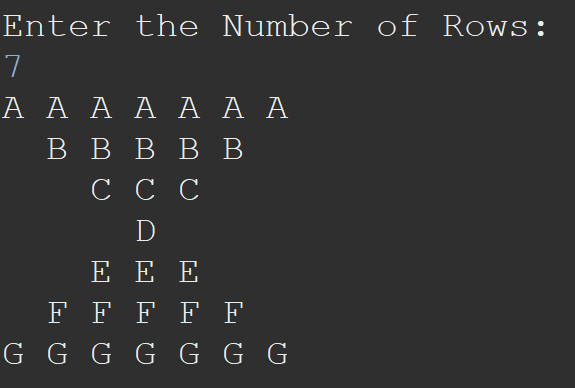 Enter the Number of Rows:
7
A A A A A A A
  B B B B B
    C C C
      D
    E E E
  F F F F F
G G G G G G G